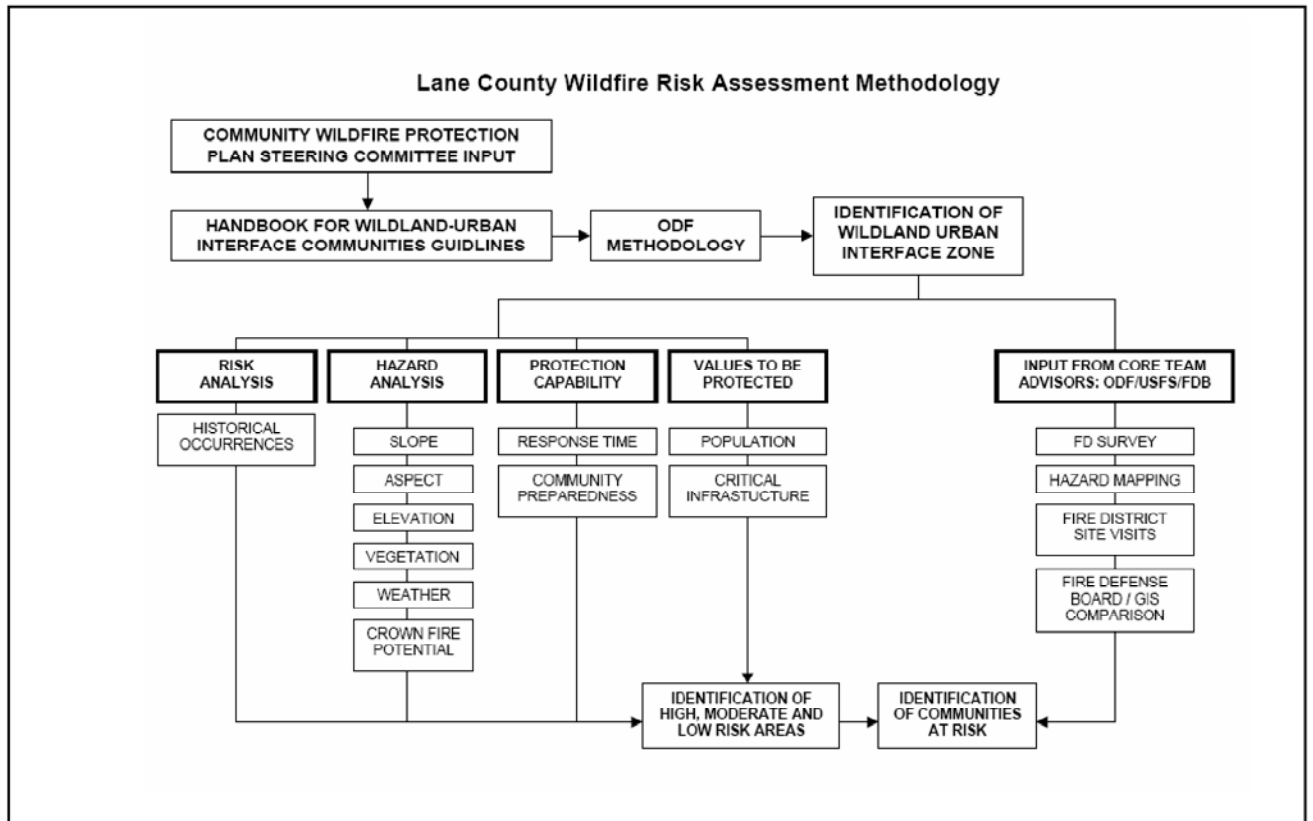 Lane County Wildfire Risk Assessment Methodology
COMMUNITY WILDFIRE PROTECTION
PLAN STEERING COMMITTEE INPUT
HANDBOOK FOR WILDLAND-URBAN
INTERFACE COMMUNITIES GUIDLINES
ODF
METHODOLOGY
IDENTIFICATION OF
WILDLAND URBAN
INTERFACE ZONE
RISK
ANALYSIS
HISTORICAL
OCCURRENCES
HAZARD
ANALYSIS
SLOPE
ASPECT
ELEVATION
VEGETATION
WEATHER
CROWN FIRE
POTENTIAL
PROTECTION
CAPABILITY
RESPONSE TIME
COMMUNITY
PREPAREDNESS
VALUES TO BE
PROTECTED
POPULATION
CRITICAL
INFRASTUCTURE
INPUT FROM CORE TEAM
ADVISORS: ODF/USFS/FDB
FD SURVEY
HAZARD MAPPING
FIRE DISTRICT
SITE VISITS
FIRE DEFENSE
BOARD / GIS
COMPARISON
IDENTIFICATION OF
HIGH, MODERATE AND
LOW RISK AREAS
IDENTIFICATION
OF COMMUNITIES
AT RISK